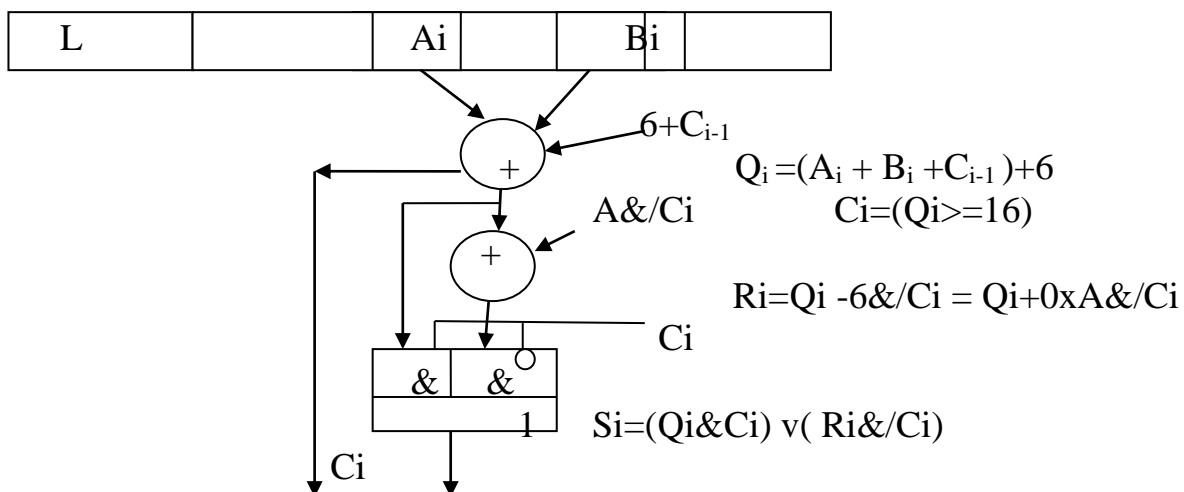 L Ai Bi
6+Cᵢ₋₁
+
Qᵢ =(Aᵢ + Bᵢ +Cᵢ₋₁ )+6
A&/Ci Ci=(Qi>=16)
+
Ri=Qi -6&/Ci = Qi+0xA&/Ci
Ci
& &
1 Si=(Qi&Ci) v( Ri&/Ci)
Ci